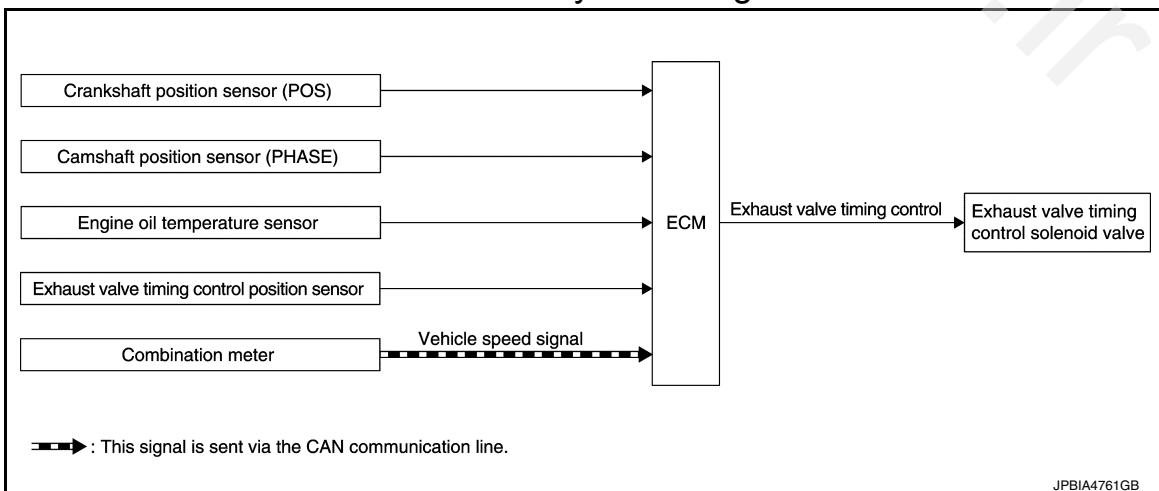 Crankshaft position sensor (POS)
Camshaft position sensor (PHASE)
Engine oil temperature sensor
Exhaust valve timing control position sensor
Combination meter
Vehicle speed signal
ECM
Exhaust valve timing control
Exhaust valve timing
control solenoid valve
: This signal is sent via the CAN communication line.
JPBIA4761GB